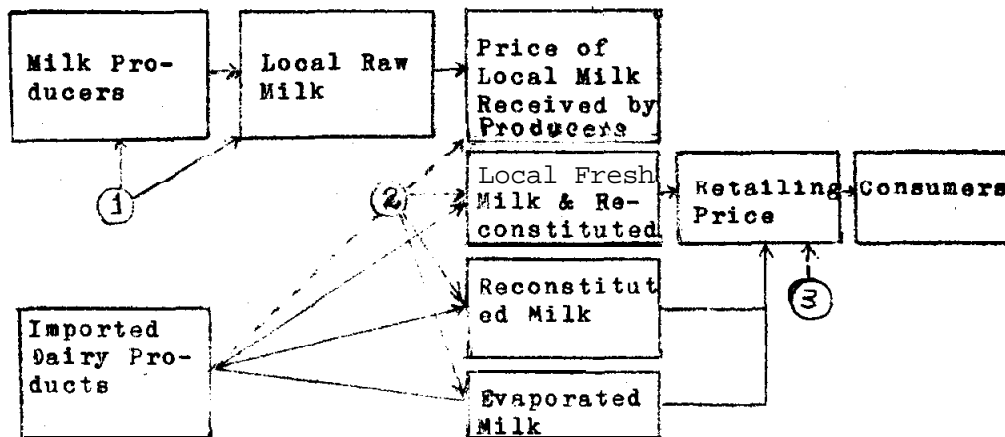 Milk Pro-
ducers
Local Raw
Milk
Price of
Local Milk
Received by
Producers
1
2
Local Fresh
Milk & Re-
constituted
Retailing
Price
Consumers
3
Reconstitut
ed Milk
Imported
Dairy Pro-
ducts
Evaporated
Milk